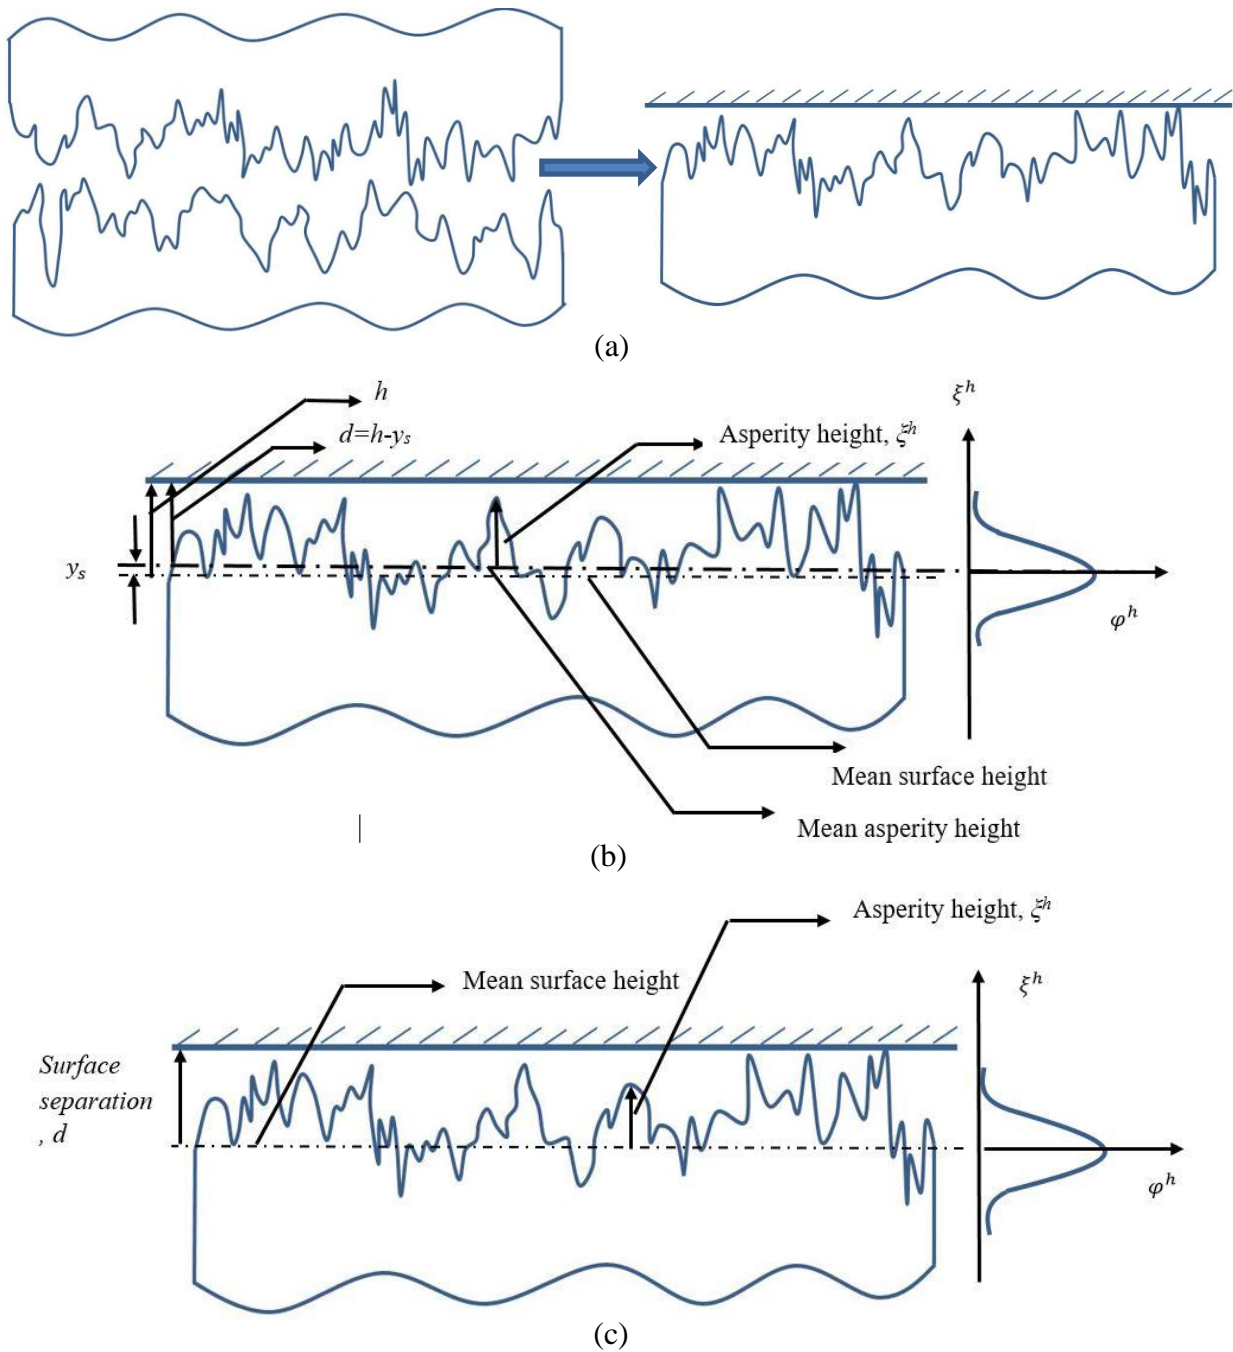 (a)
h
d=h-yₛ
Asperity height, ξʰ
ξʰ
yₛ
φʰ
Mean surface height
Mean asperity height
(b)
Asperity height, ξʰ
Mean surface height
ξʰ
Surface
separation
, d
φʰ
(c)